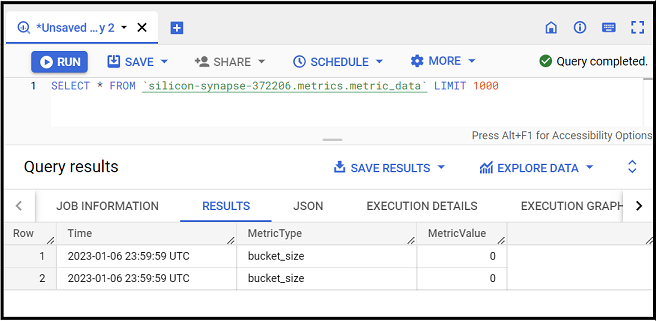 *Unsaved ...y 2
RUN SAVE SHARE SCHEDULE MORE Query completed.
1 SELECT * FROM `silicon-synapse-372206.metrics.metric_data` LIMIT 1000
Press Alt+F1 for Accessibility Options
Query results SAVE RESULTS EXPLORE DATA
JOB INFORMATION RESULTS JSON EXECUTION DETAILS EXECUTION GRAPH
Row Time MetricType MetricValue
1 2023-01-06 23:59:59 UTC bucket_size 0
2 2023-01-06 23:59:59 UTC bucket_size 0